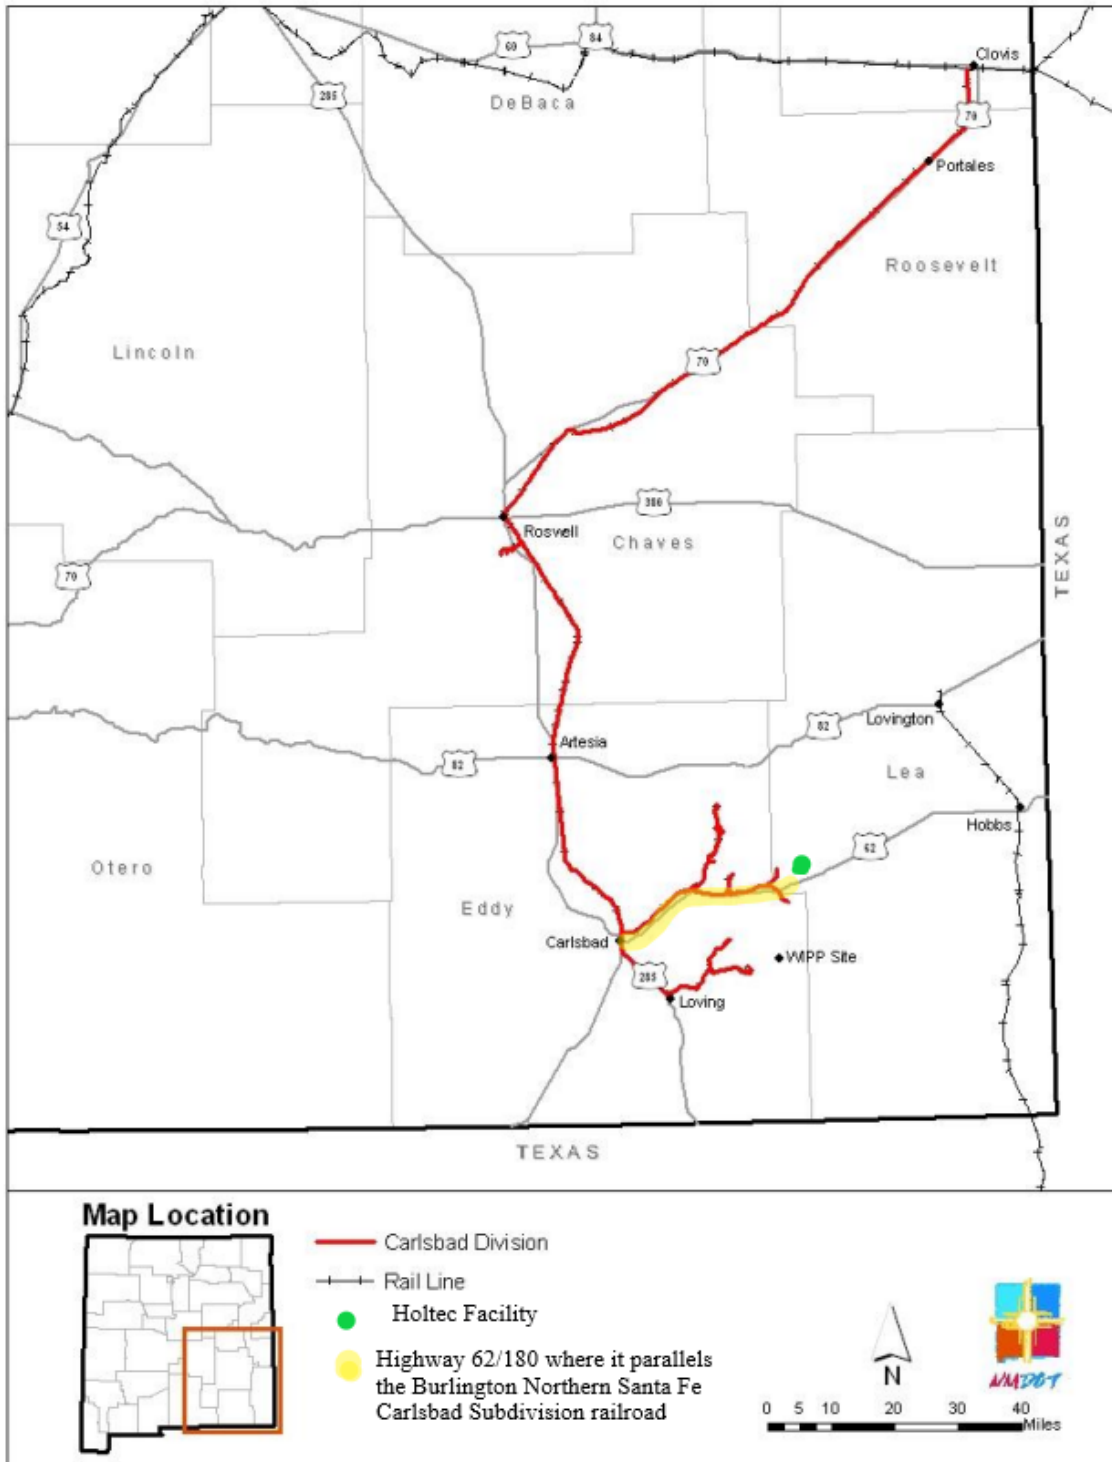 60
84
Clovis
285
DeBaca
70
Portales
54
Roosevelt
Lincoln
70
380
Roswell
Chaves
TEXAS
70
Lovington
82
Artesia
82
Lea
Hobbs
62
Otero
Eddy
Carlsbad
WIPP Site
285
Loving
TEXAS
Map Location
Carlsbad Division
Rail Line
Holtec Facility
Highway 62/180 where it parallels
the Burlington Northern Santa Fe
Carlsbad Subdivision railroad
N
NMDOT
0 5 10 20 30 40
Miles